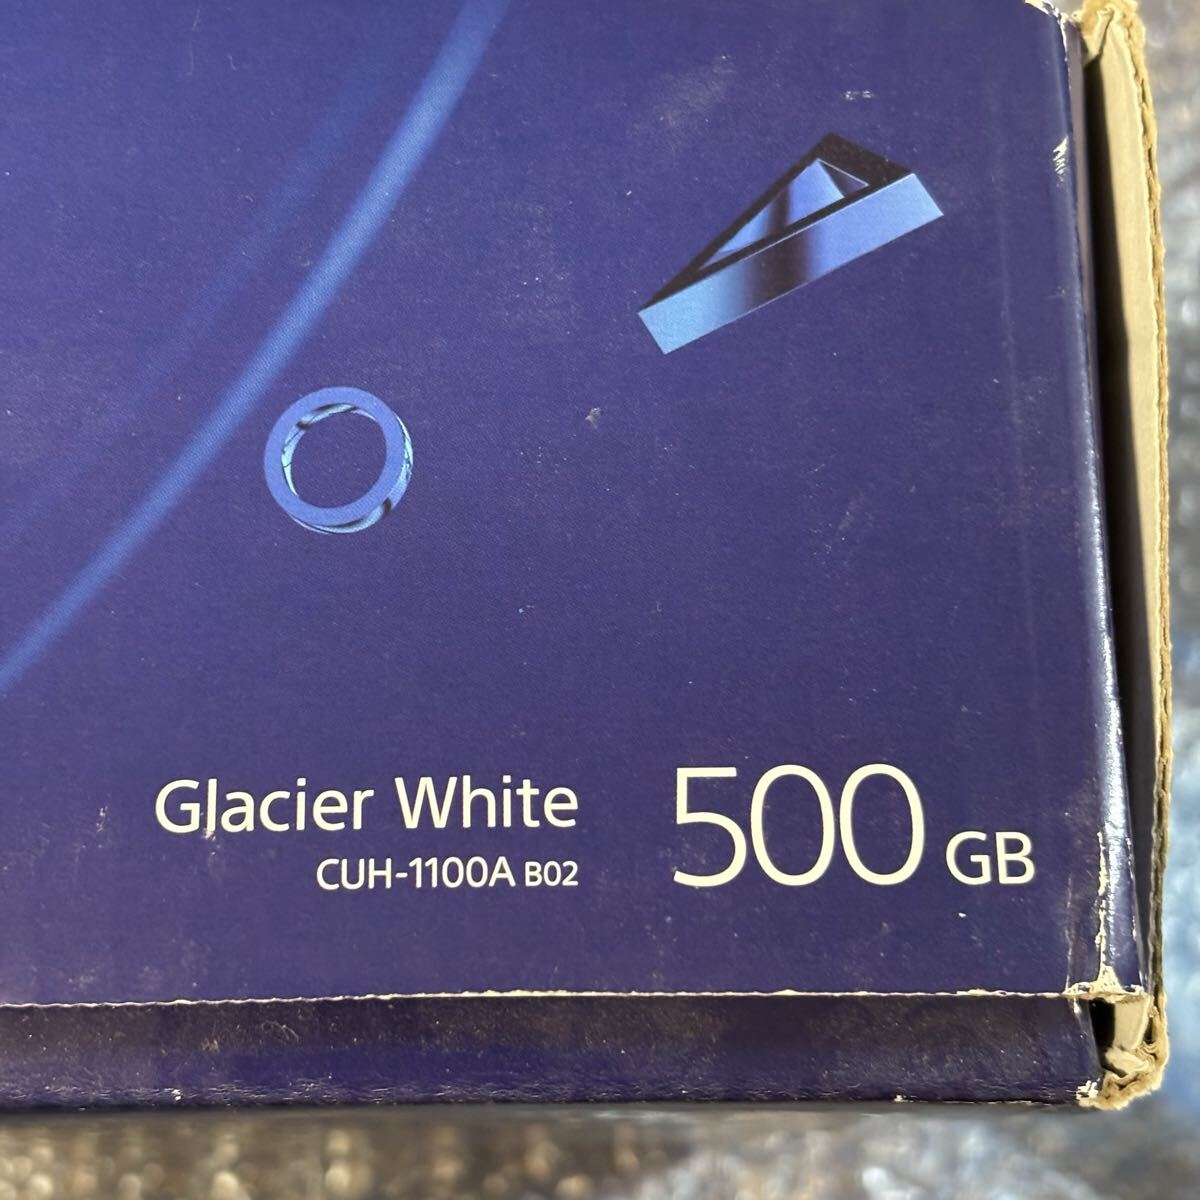 Glacier White
CUH-1100A B02
500 GB